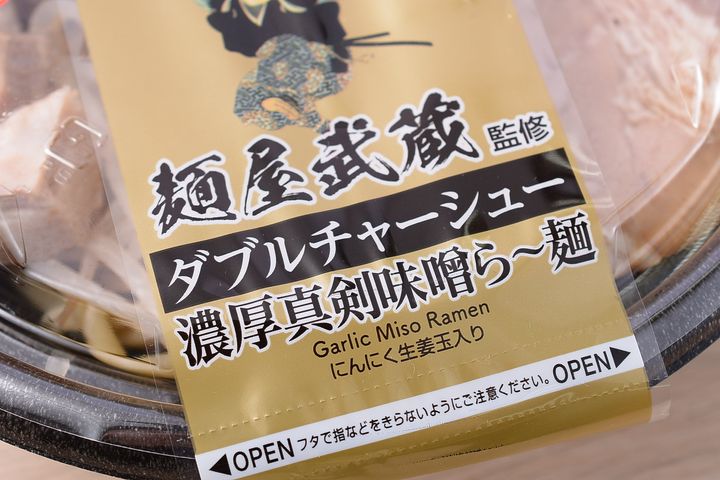 麺屋武蔵 監修
ダブルチャーシュー
濃厚真剣味噌ら～麺
Garlic Miso Ramen
にんにく生姜玉入り
◀OPEN フタで指などをきらないようにご注意ください。OPEN▶